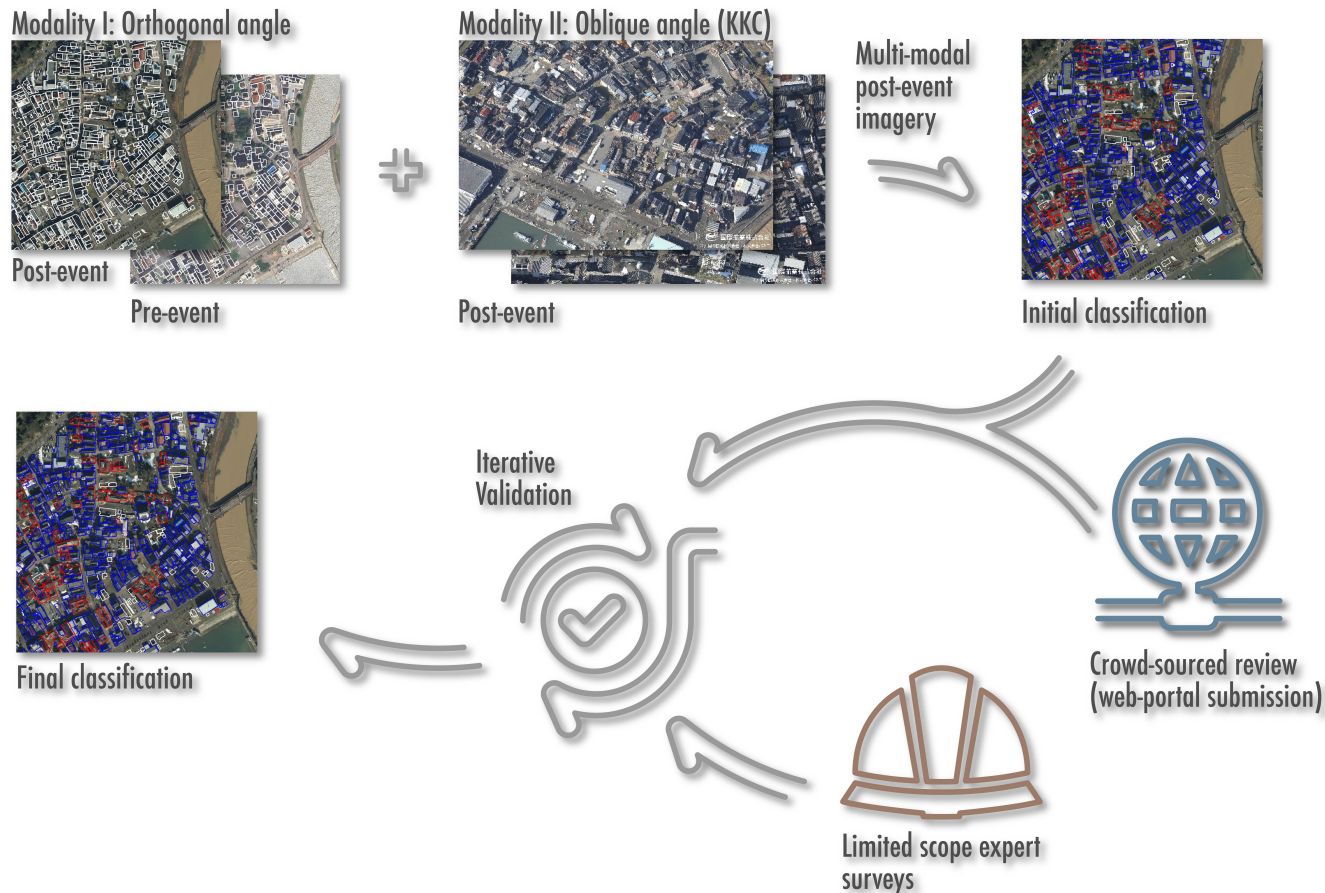 Modality I: Orthogonal angle
Modality II: Oblique angle (KKC)
Multi-modal
post-event
imagery
Post-event
Pre-event
Post-event
Initial classification
Iterative
Validation
Final classification
Crowd-sourced review
(web-portal submission)
Limited scope expert
surveys